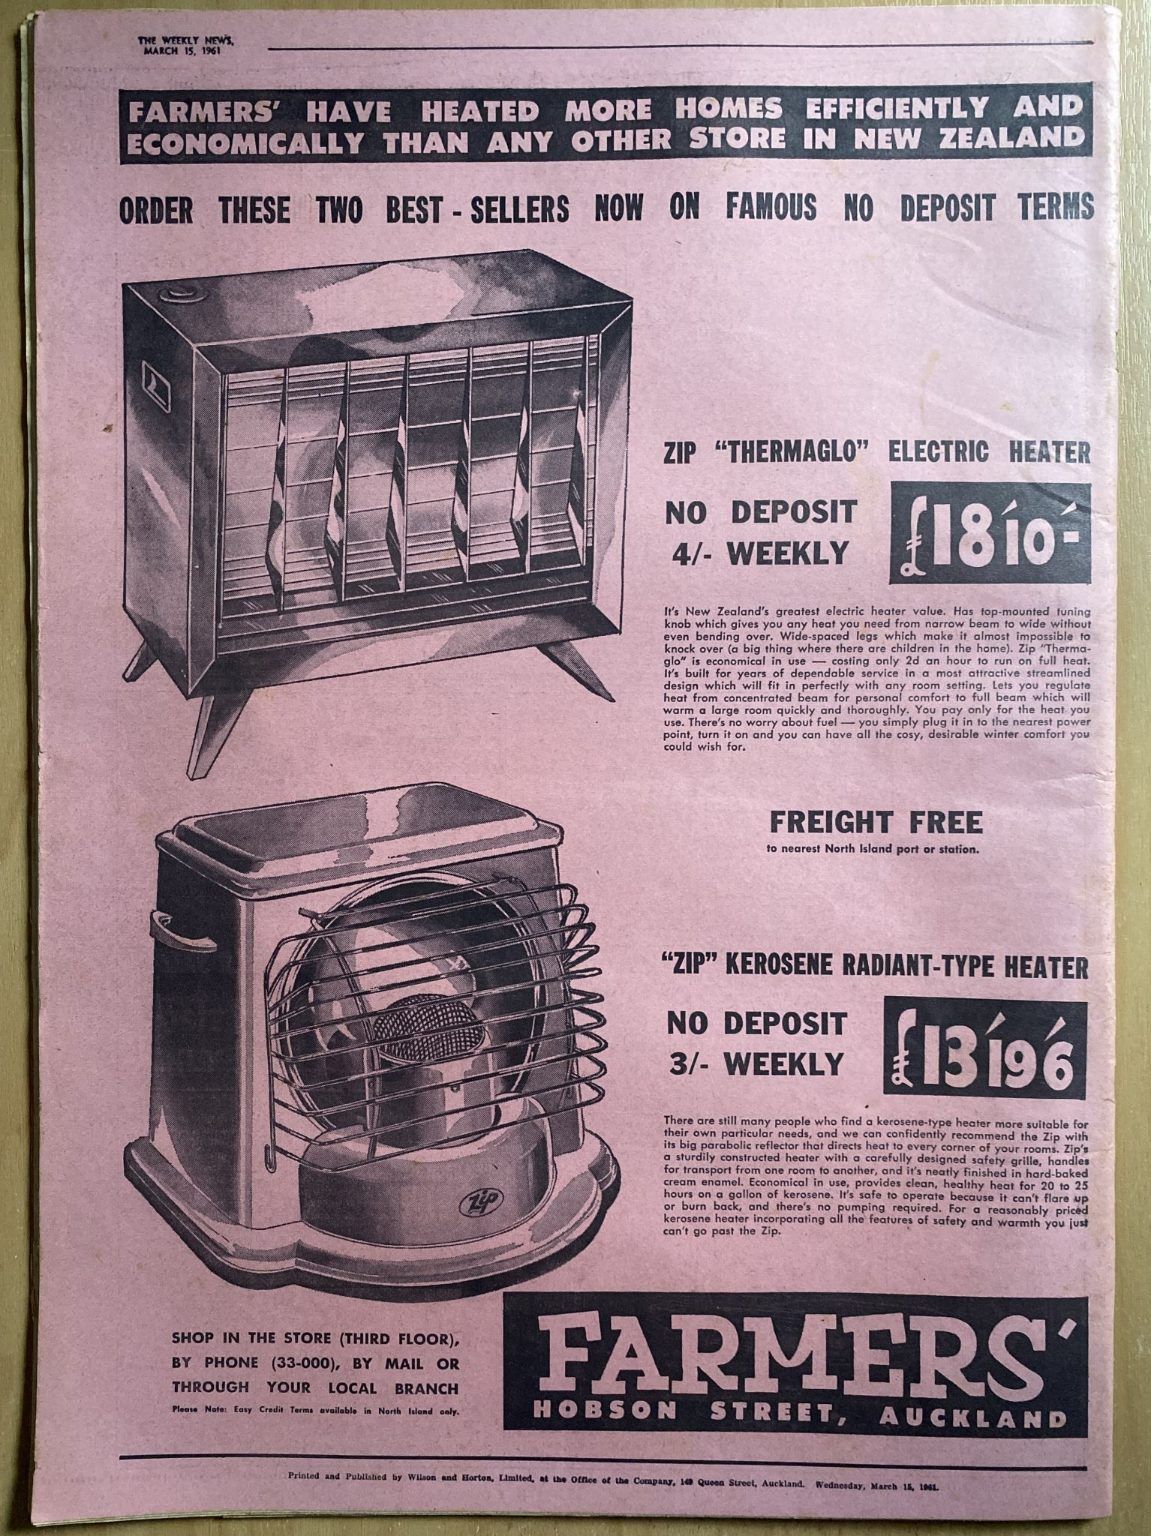 THE WEEKLY NEWS,
MARCH 15, 1961
FARMERS' HAVE HEATED MORE HOMES EFFICIENTLY AND
ECONOMICALLY THAN ANY OTHER STORE IN NEW ZEALAND
ORDER THESE TWO BEST - SELLERS NOW ON FAMOUS NO DEPOSIT TERMS
ZIP "THERMAGLO" ELECTRIC HEATER
NO DEPOSIT
4/- WEEKLY
£18'10'-
It's New Zealand's greatest electric heater value. Has top-mounted tuning
knob which gives you any heat you need from narrow beam to wide without
even bending over. Wide-spaced legs which make it almost impossible to
knock over (a big thing where there are children in the home). Zip "Therma-
glo" is economical in use — costing only 2d an hour to run on full heat.
It's built for years of dependable service in a most attractive streamlined
design which will fit in perfectly with any room setting. Lets you regulate
heat from concentrated beam for personal comfort to full beam which will
warm a large room quickly and thoroughly. You pay only for the heat you
use. There's no worry about fuel — you simply plug it in to the nearest power
point, turn it on and you can have all the cosy, desirable winter comfort you
could wish for.
FREIGHT FREE
to nearest North Island port or station.
"ZIP" KEROSENE RADIANT-TYPE HEATER
NO DEPOSIT
3/- WEEKLY
£13'19'6
There are still many people who find a kerosene-type heater more suitable for
their own particular needs, and we can confidently recommend the Zip with
its big parabolic reflector that directs heat to every corner of your rooms. Zip's
a sturdily constructed heater with a carefully designed safety grille, handles
for transport from one room to another, and it's neatly finished in hard-baked
cream enamel. Economical in use, provides clean, healthy heat for 20 to 25
hours on a gallon of kerosene. It's safe to operate because it can't flare up
or burn back, and there's no pumping required. For a reasonably priced
kerosene heater incorporating all the features of safety and warmth you just
can't go past the Zip.
Zip
SHOP IN THE STORE (THIRD FLOOR),
BY PHONE (33-000), BY MAIL OR
THROUGH YOUR LOCAL BRANCH
Please Note: Easy Credit Terms available in North Island only.
FARMERS'
HOBSON STREET, AUCKLAND
Printed and Published by Wilson and Horton, Limited, at the Office of the Company, 149 Queen Street, Auckland. Wednesday, March 15, 1961.